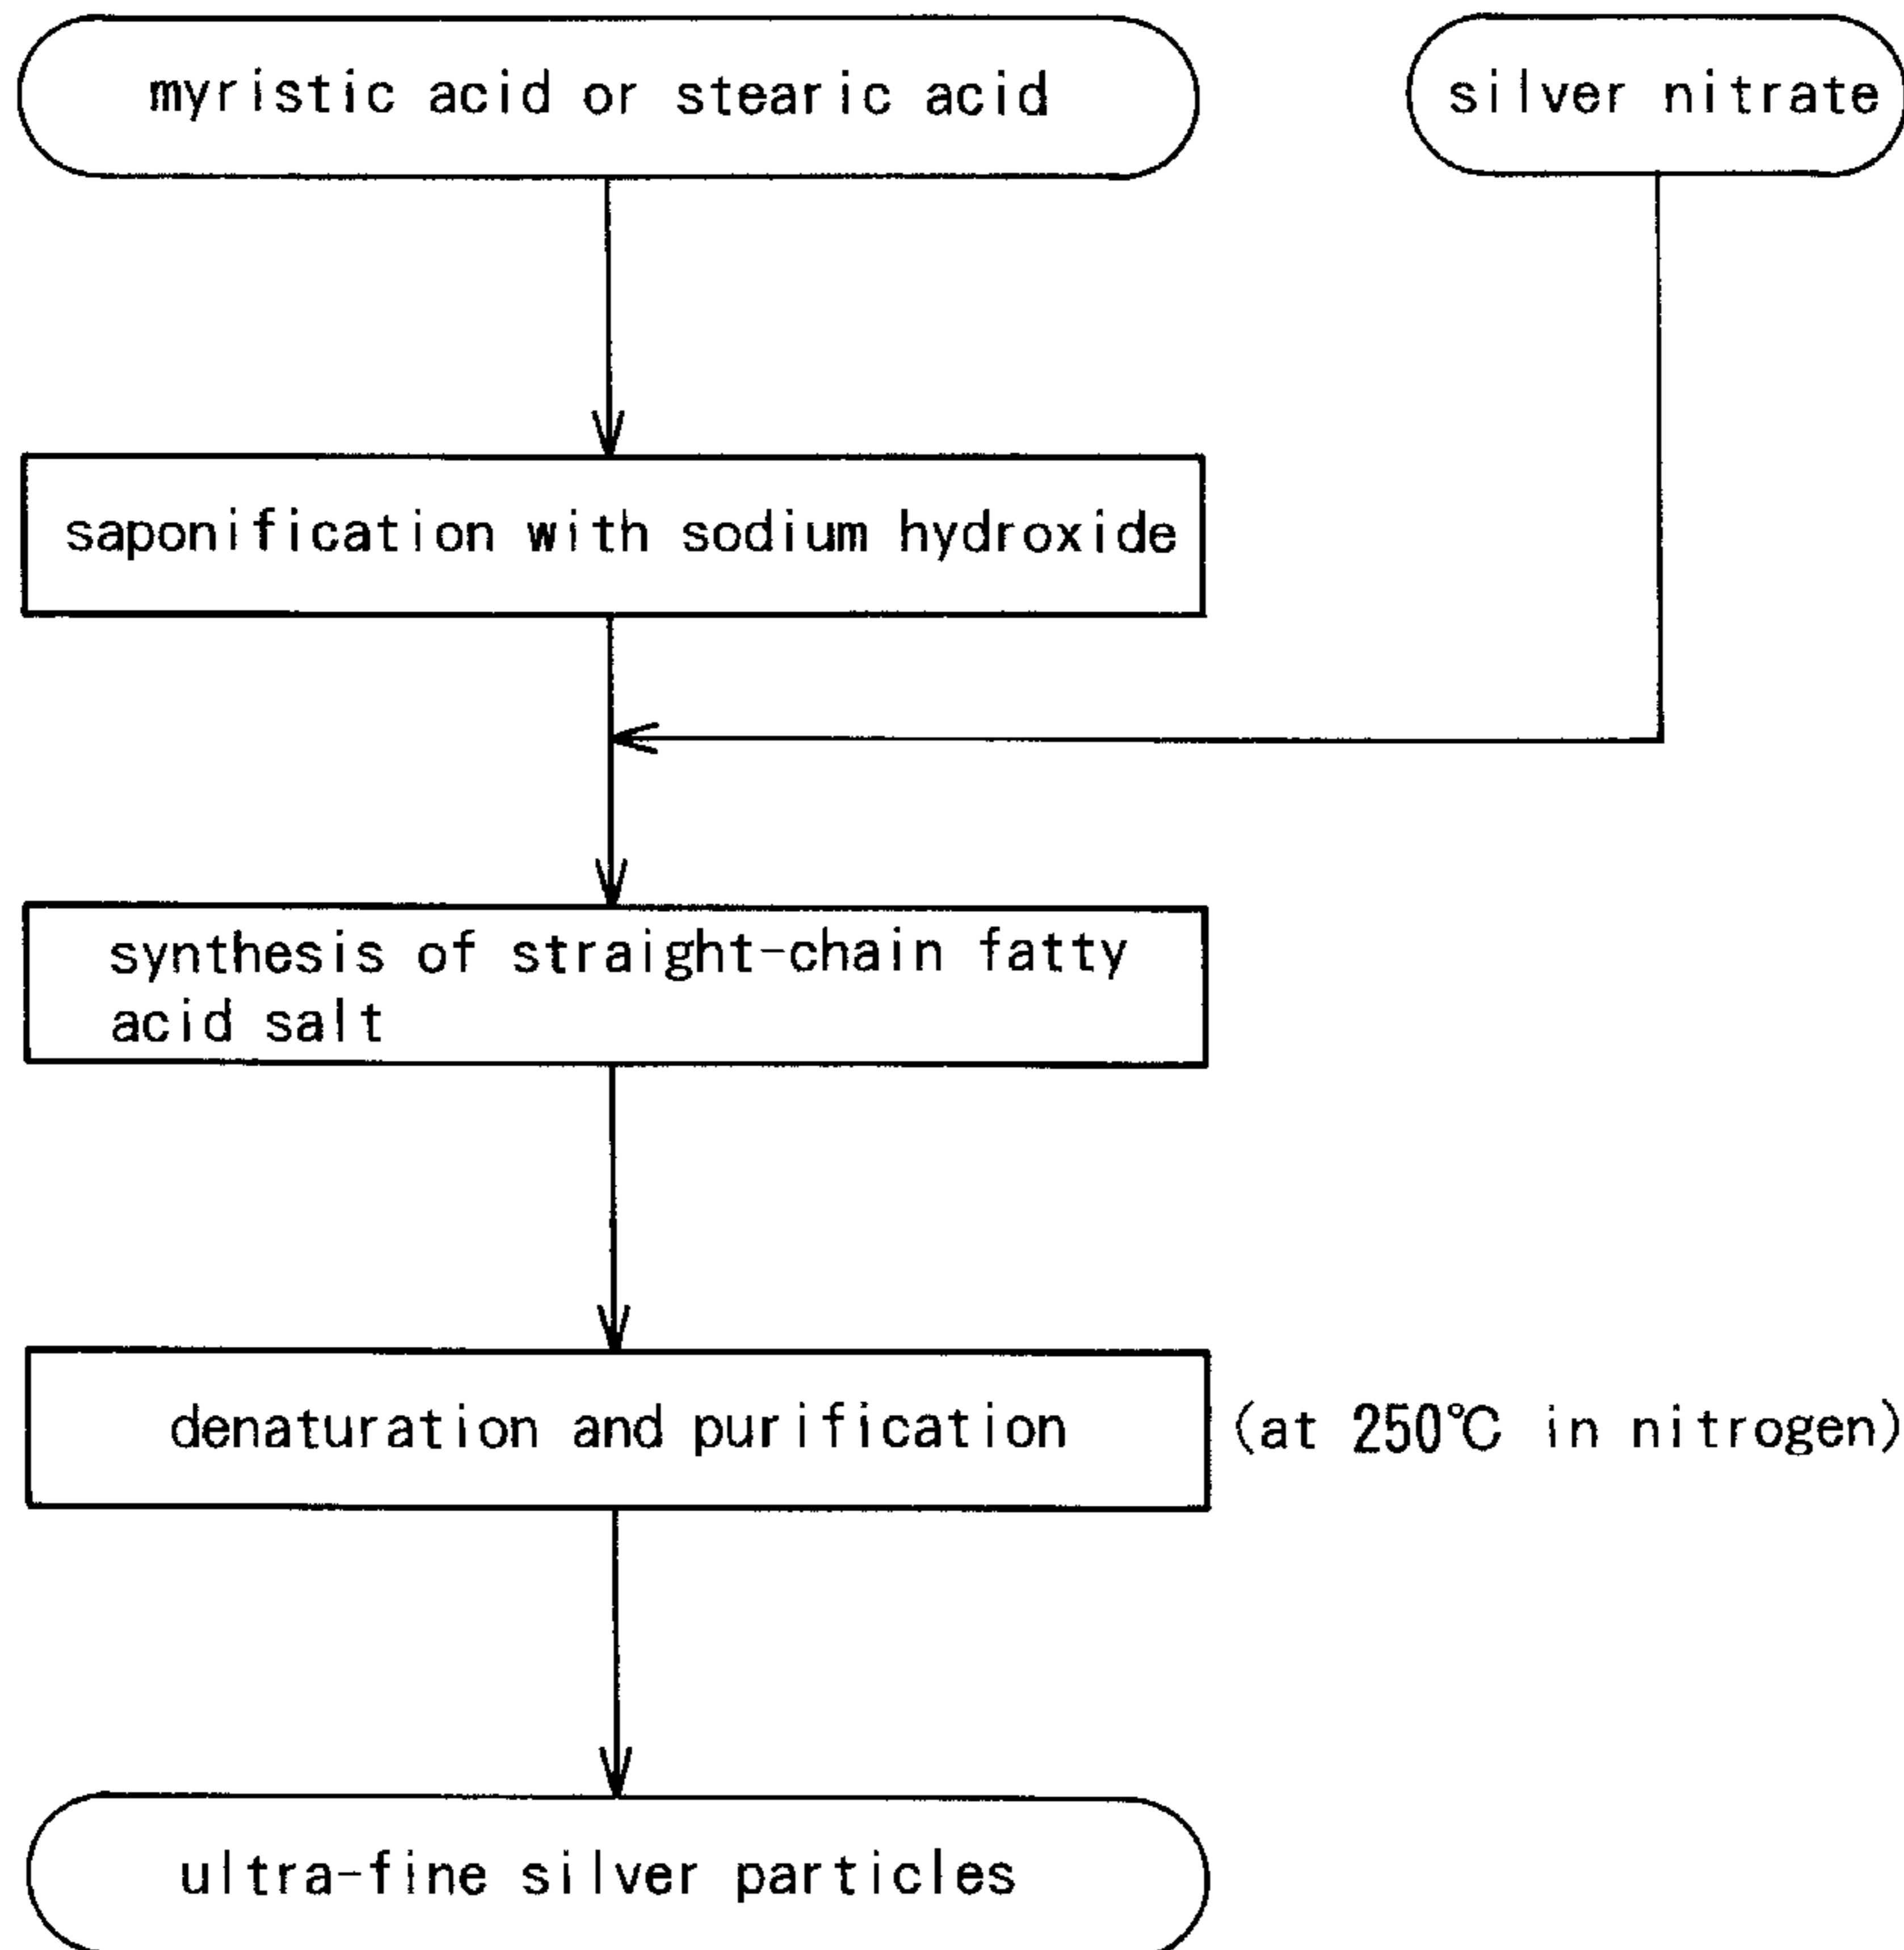 myristic acid or stearic acid
silver nitrate
saponification with sodium hydroxide
synthesis of straight-chain fatty
acid salt
denaturation and purification
(at 250℃ in nitrogen)
ultra-fine silver particles